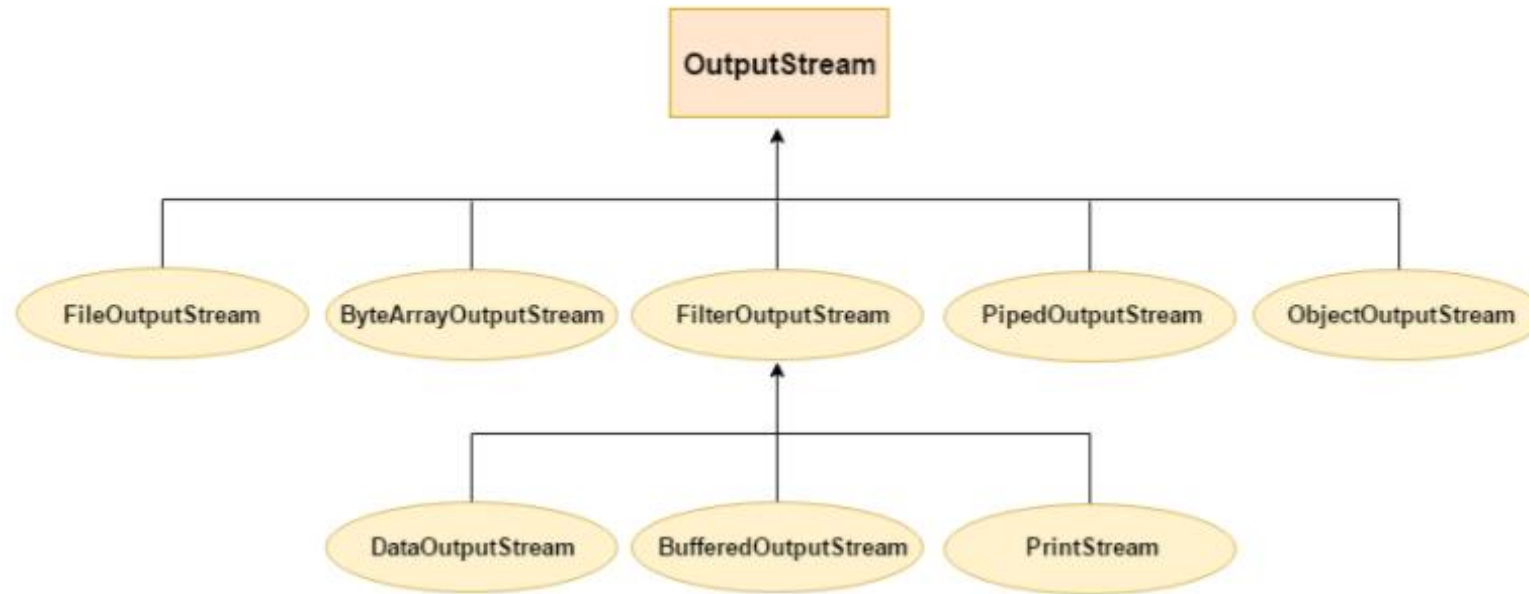 OutputStream
FileOutputStream
ByteArrayOutputStream
FilterOutputStream
PipedOutputStream
ObjectOutputStream
DataOutputStream
BufferedOutputStream
PrintStream